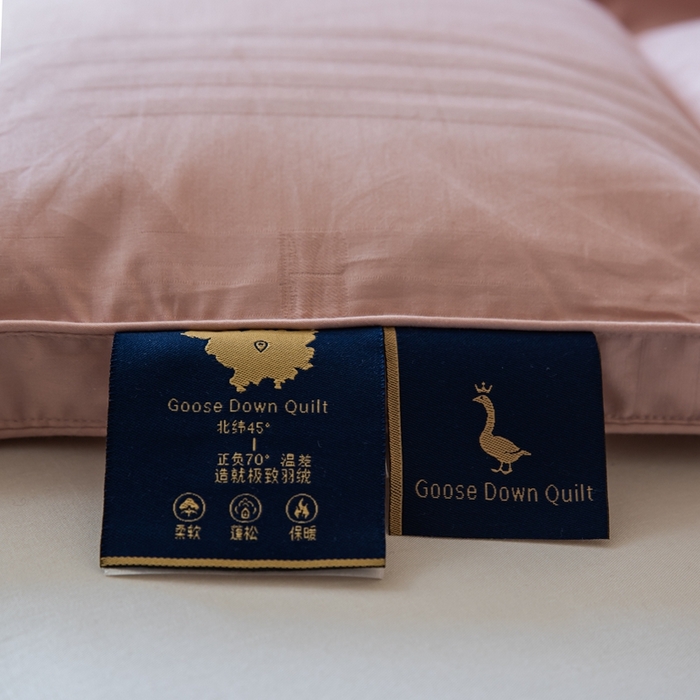 Goose Down Quilt
北纬45°
正负70° 温差
造就极致羽绒
柔软
蓬松
保暖
Goose Down Quilt